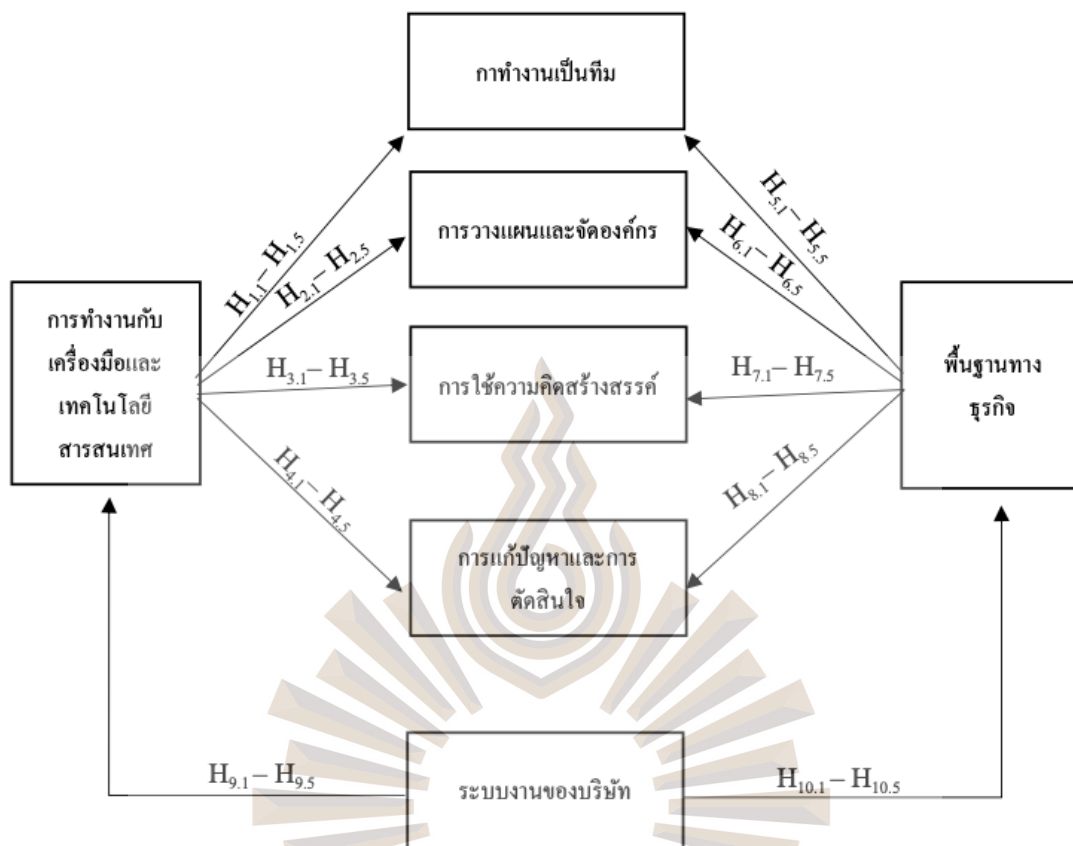 กาทำงานเป็นทีม
การวางแผนและจัดองค์กร
H1.1– H1.5
H2.1– H2.5
H5.1– H5.5
H6.1– H6.5
การทำงานกับ
เครื่องมือและ
เทคโนโลยี
สารสนเทศ
H3.1– H3.5
การใช้ความคิดสร้างสรรค์
H7.1– H7.5
พื้นฐานทาง
ธุรกิจ
H4.1– H4.5
H8.1– H8.5
การแก้ปัญหาและการ
ตัดสินใจ
H9.1– H9.5
ระบบงานของบริษัท
H10.1– H10.5